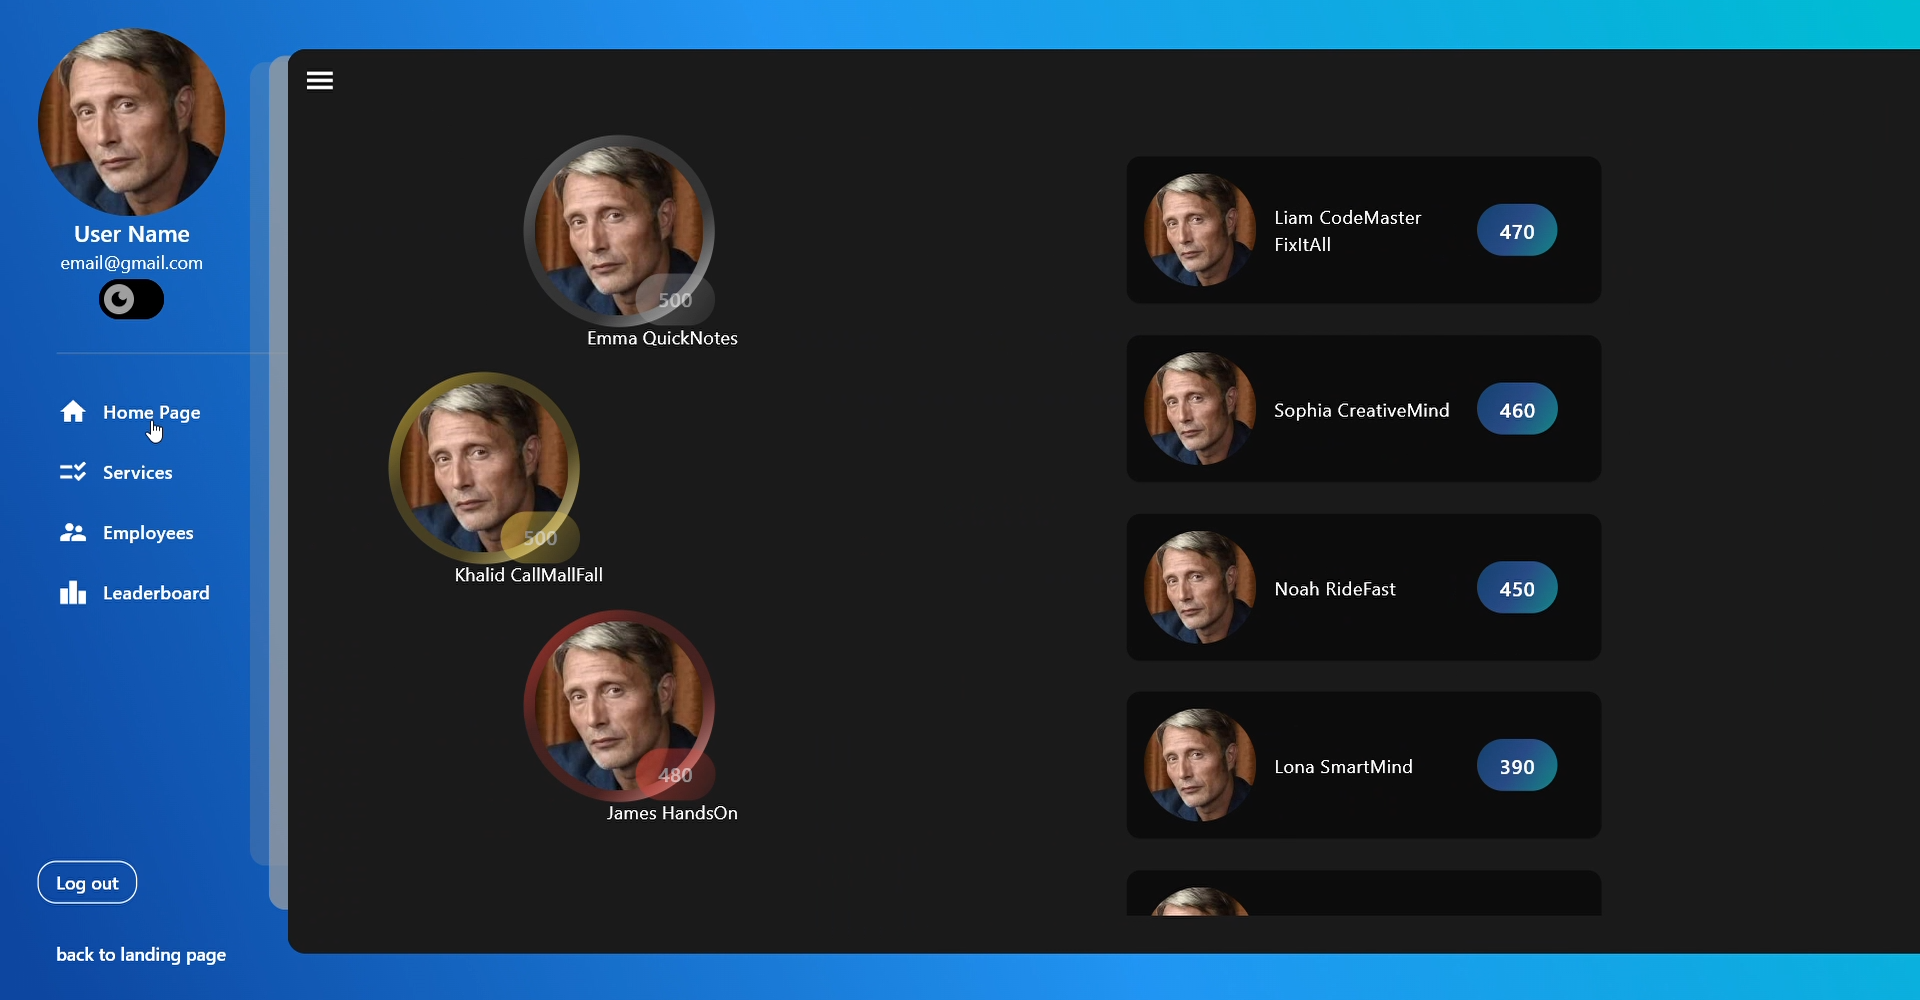 User Name
email@gmail.com
Home Page
Services
Employees
Leaderboard
Log out
back to landing page
500
Emma QuickNotes
500
Khalid CallMallFall
480
James HandsOn
Liam CodeMaster
FixItAll
470
Sophia CreativeMind
460
Noah RideFast
450
Lona SmartMind
390